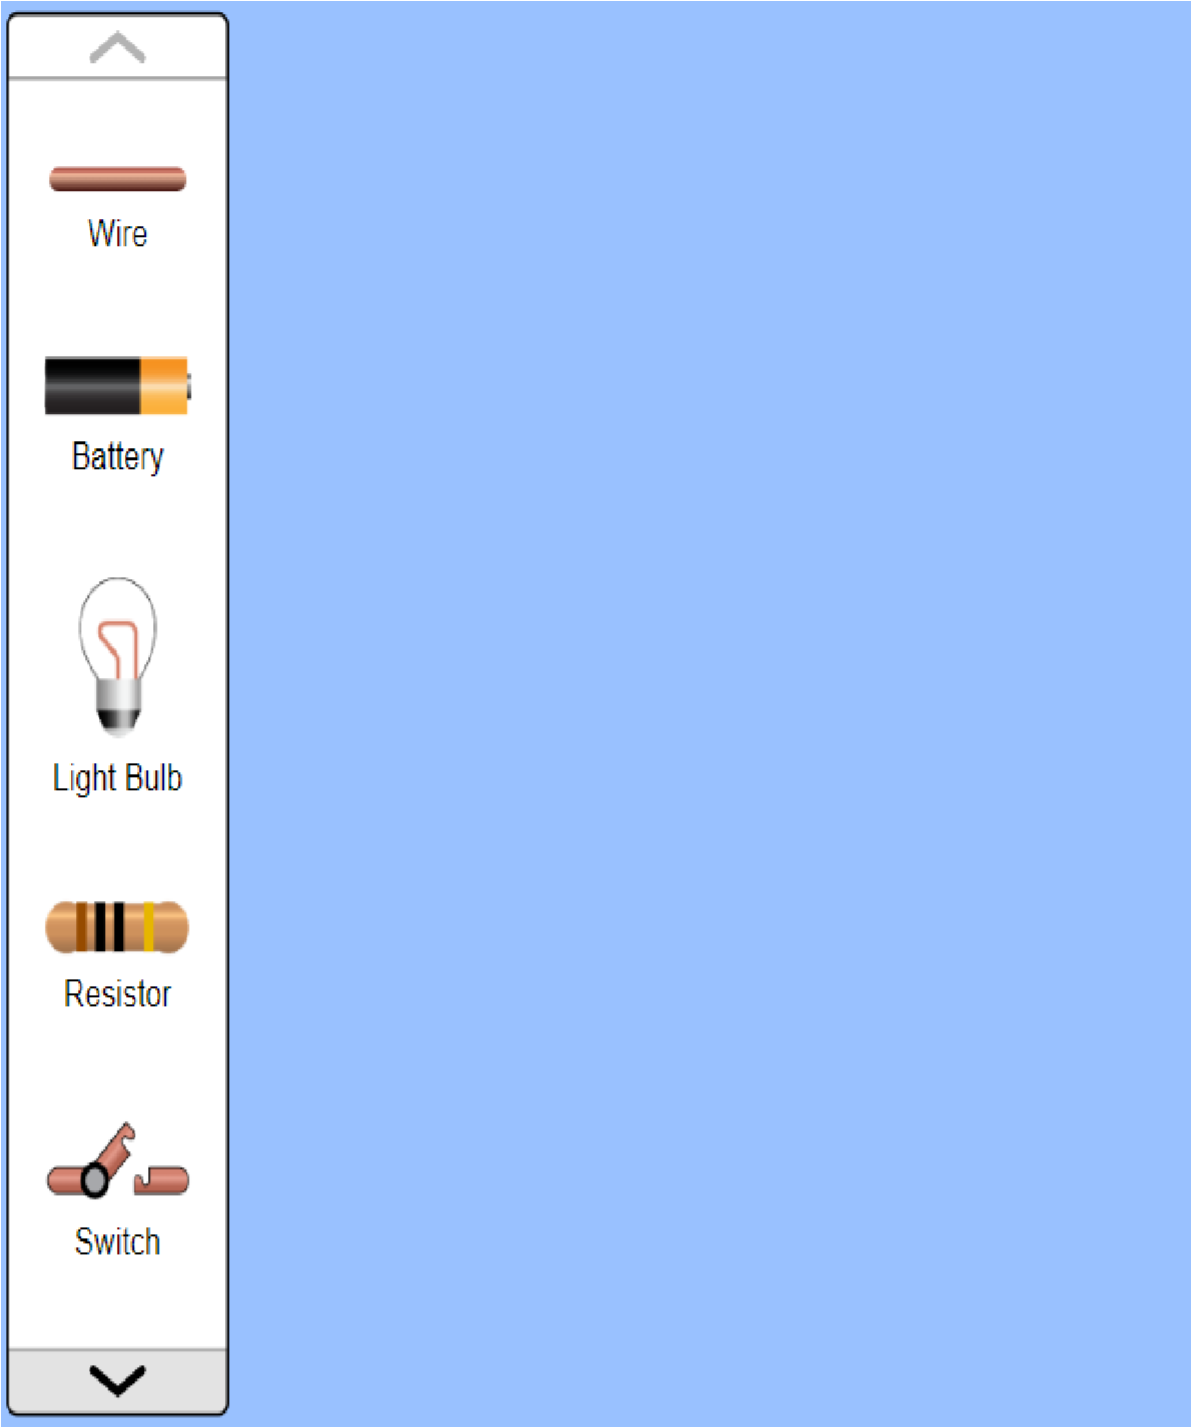 Wire
Battery
Light Bulb
Resistor
Switch